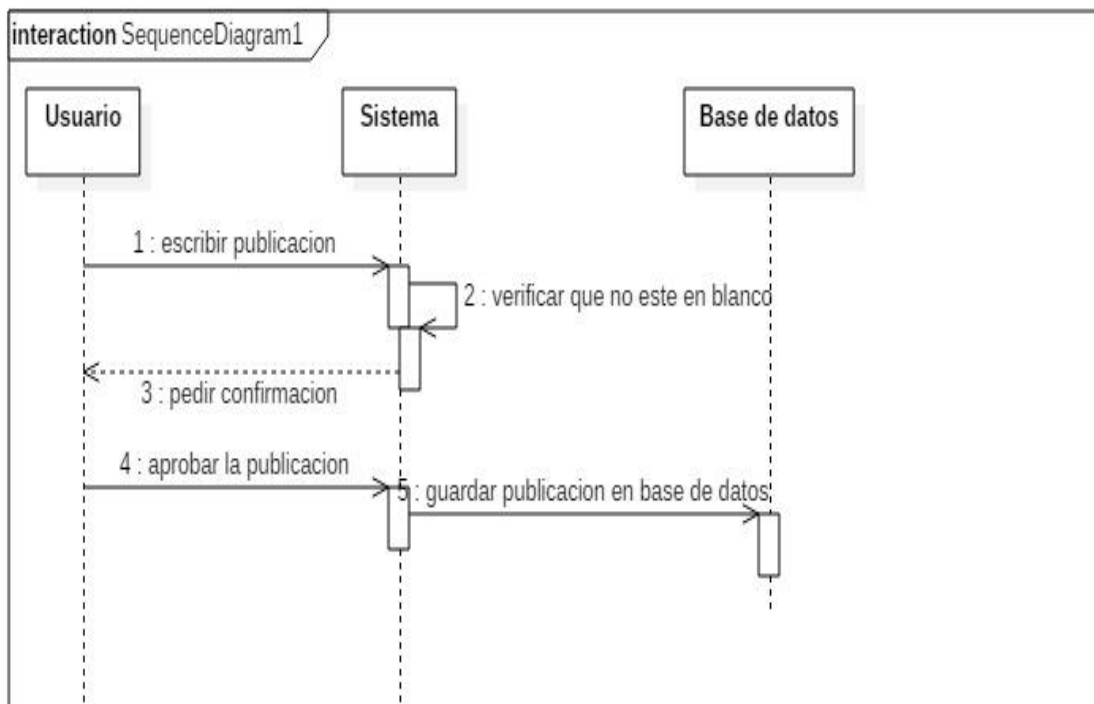 interaction SequenceDiagram1
Usuario
Sistema
Base de datos
1 : escribir publicacion
2 : verificar que no este en blanco
3 : pedir confirmacion
4 : aprobar la publicacion
5 : guardar publicacion en base de datos